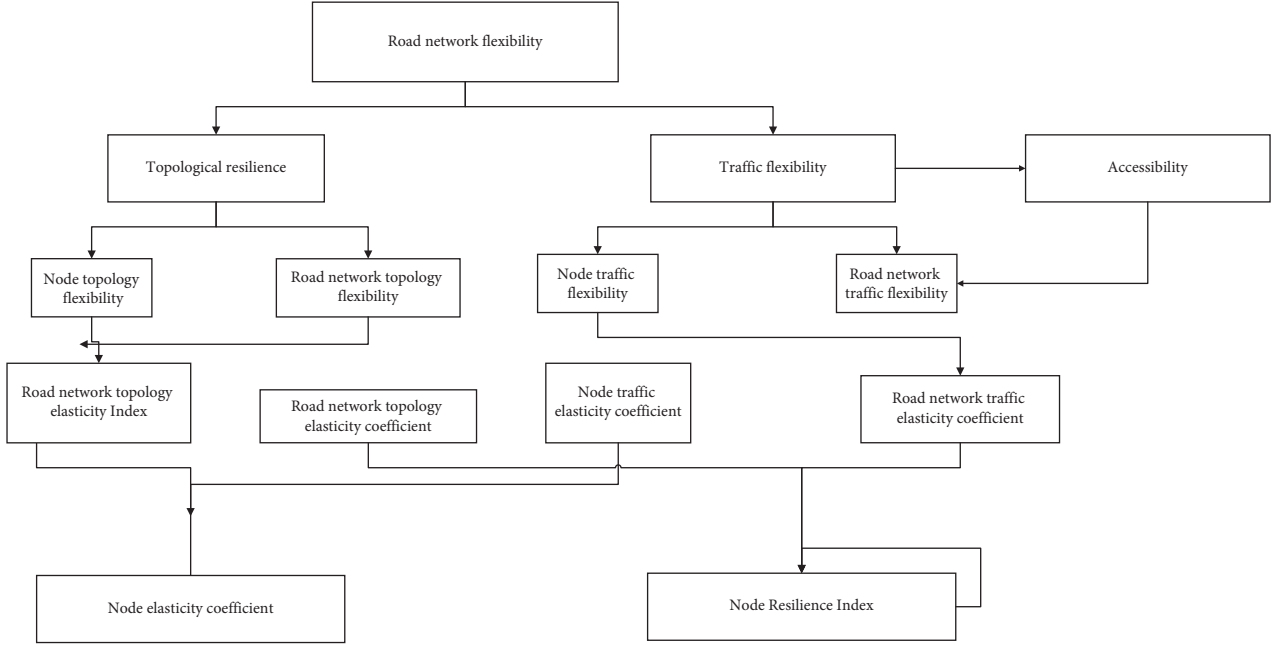 Road network flexibility
Topological resilience
Traffic flexibility
Accessibility
Node topology
flexibility
Road network topology
flexibility
Node traffic
flexibility
Road network
traffic flexibility
Road network topology
elasticity Index
Road network topology
elasticity coefficient
Node traffic
elasticity coefficient
Road network traffic
elasticity coefficient
Node elasticity coefficient
Node Resilience Index